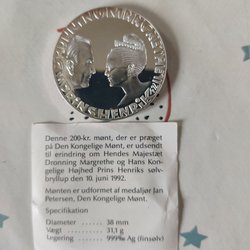 Denne 200-kr. mønt, der er præget
på Den Kongelige Mønt, er udsendt
til erindring om Hendes Majestæt
Dronning Margrethe og Hans Kon-
gelige Højhed Prins Henriks sølv-
bryllup den 10. juni 1992.
Mønten er udformet af medaljør Jan
Petersen, Den Kongelige Mønt.
Specifikation
Diameter 38 mm
Vægt 31,1 g
Legering 999‰ Ag (finsølv)